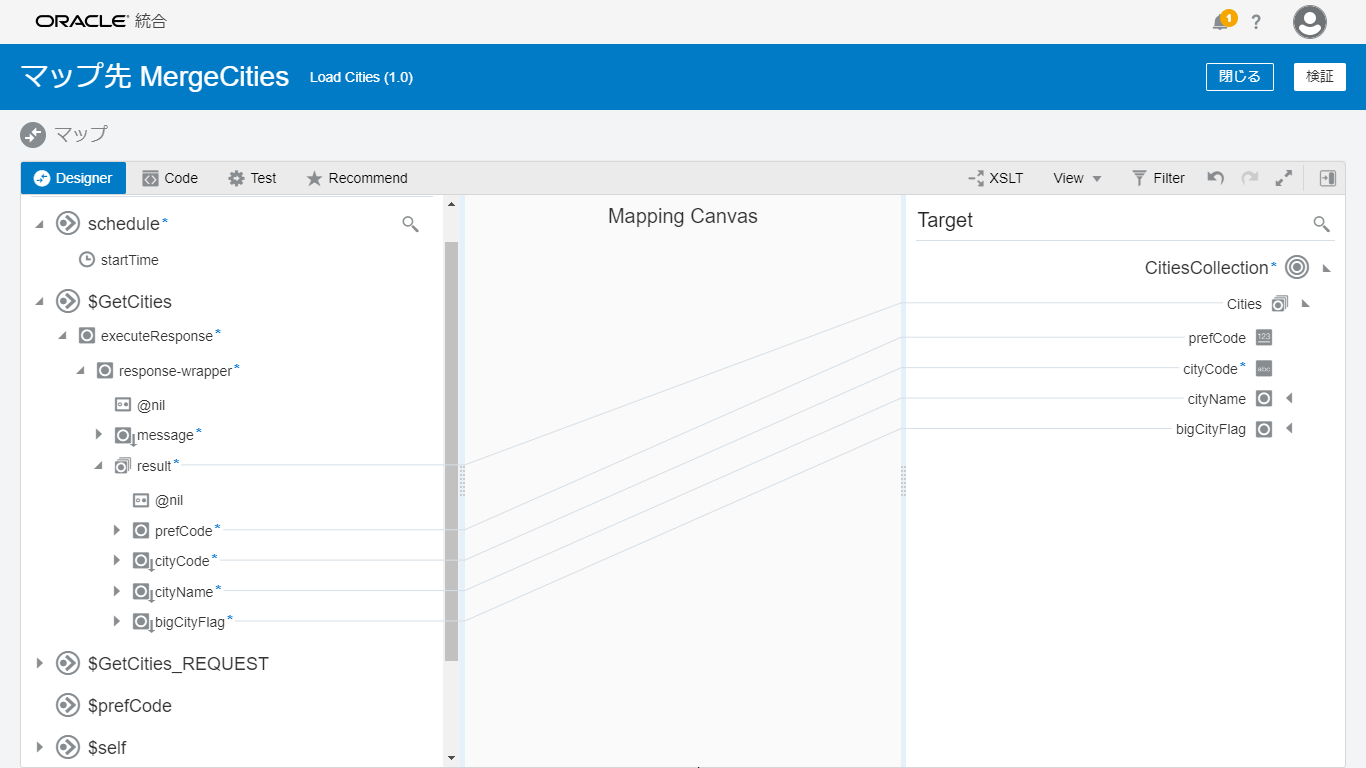 ORACLE 統合
1
?
マップ先 MergeCities
Load Cities (1.0)
閉じる
検証
マップ
Designer
Code
Test
Recommend
XSLT
View
Filter
schedule*
startTime
$GetCities
executeResponse*
response-wrapper*
@nil
message*
result*
@nil
prefCode*
cityCode*
cityName*
bigCityFlag*
$GetCities_REQUEST
$prefCode
$self
Mapping Canvas
Target
CitiesCollection*
Cities
prefCode 123
cityCode* abc
cityName
bigCityFlag